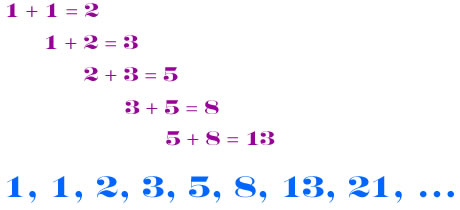 1 + 1 = 2
1 + 2 = 3
2 + 3 = 5
3 + 5 = 8
5 + 8 = 13
1, 1, 2, 3, 5, 8, 13, 21, ...